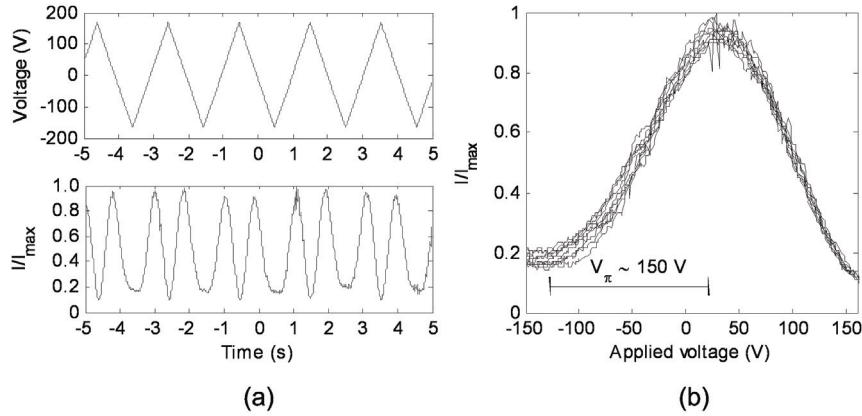 200
100
0
-100
-200
Voltage (V)
-5 -4 -3 -2 -1 0 1 2 3 4 5
1.0
0.8
0.6
0.4
0.2
0
I/Imax
-5 -4 -3 -2 -1 0 1 2 3 4 5
Time (s)
(a)
1
0.8
0.6
0.4
0.2
0
I/Imax
Vπ ~ 150 V
-150 -100 -50 0 50 100 150
Applied voltage (V)
(b)